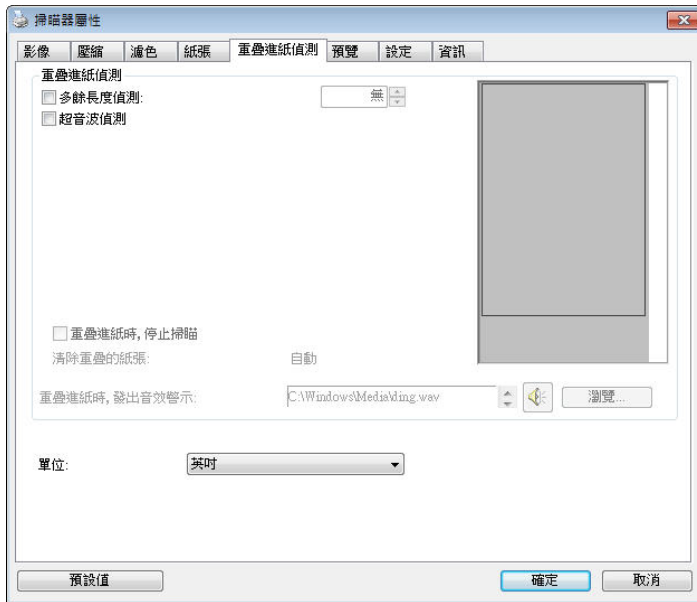 掃瞄器屬性
影像 壓縮 濾色 紙張 重疊進紙偵測 預覽 設定 資訊
重疊進紙偵測
多餘長度偵測: 無
超音波偵測
重疊進紙時, 停止掃瞄
清除重疊的紙張: 自動
重疊進紙時, 發出音效警示: C:\Windows\Media\ding.wav 瀏覽...
單位: 英吋
預設值 確定 取消